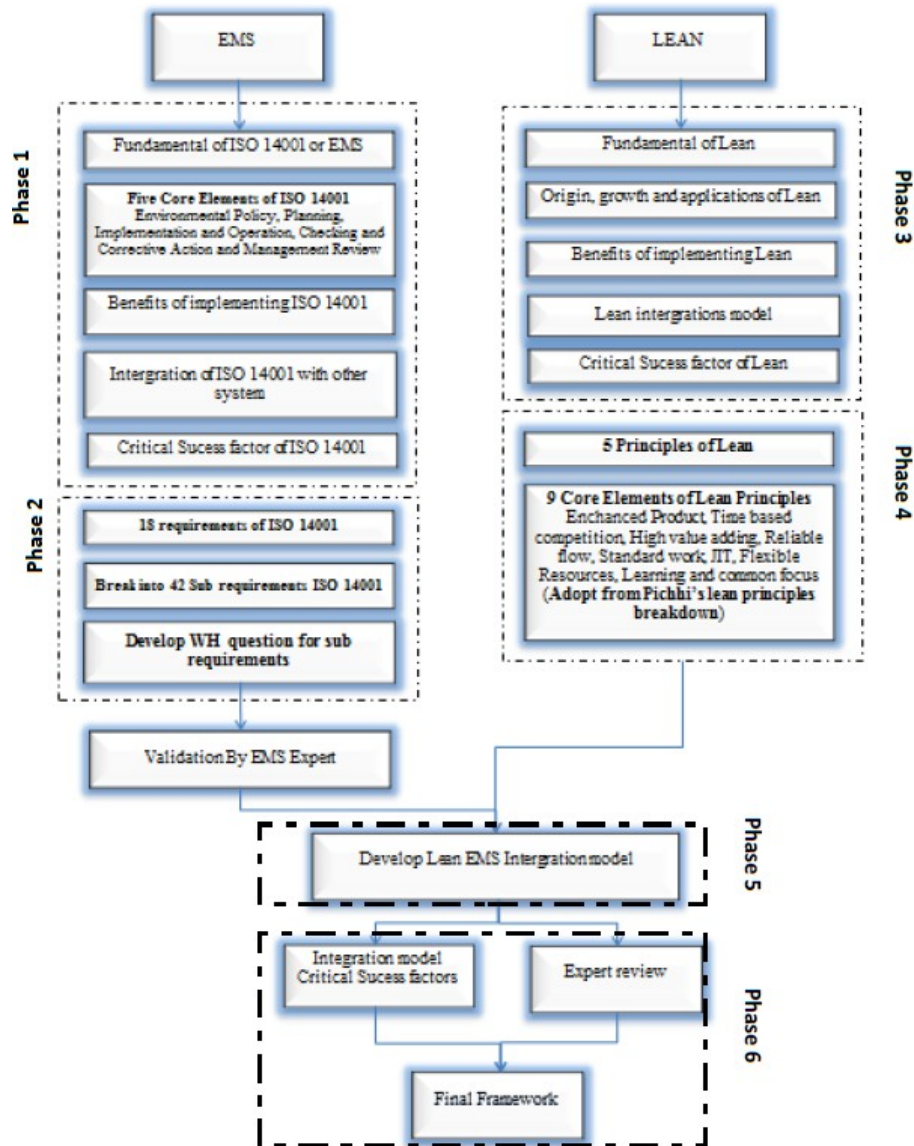 EMS
LEAN
Phase 1
Fundamental of ISO 14001 or EMS
Five Core Elements of ISO 14001
Environmental Policy, Planning,
Implementation and Operation, Checking and
Corrective Action and Management Review
Benefits of implementing ISO 14001
Intergration of ISO 14001 with other
system
Critical Sucess factor of ISO 14001
Phase 3
Fundamental of Lean
Origin, growth and applications of Lean
Benefits of implementing Lean
Lean intergrations model
Critical Sucess factor of Lean
Phase 2
18 requirements of ISO 14001
Break into 42 Sub requirements ISO 14001
Develop WH question for sub
requirements
Validation By EMS Expert
Phase 4
5 Principles of Lean
9 Core Elements of Lean Principles
Enchanced Product, Time based
competition, High value adding, Reliable
flow, Standard work, JIT, Flexible
Resources, Learning and common focus
(Adopt from Pichhi's lean principles
breakdown)
Phase 5
Develop Lean EMS Intergration model
Phase 6
Integration model
Critical Sucess factors
Expert review
Final Framework